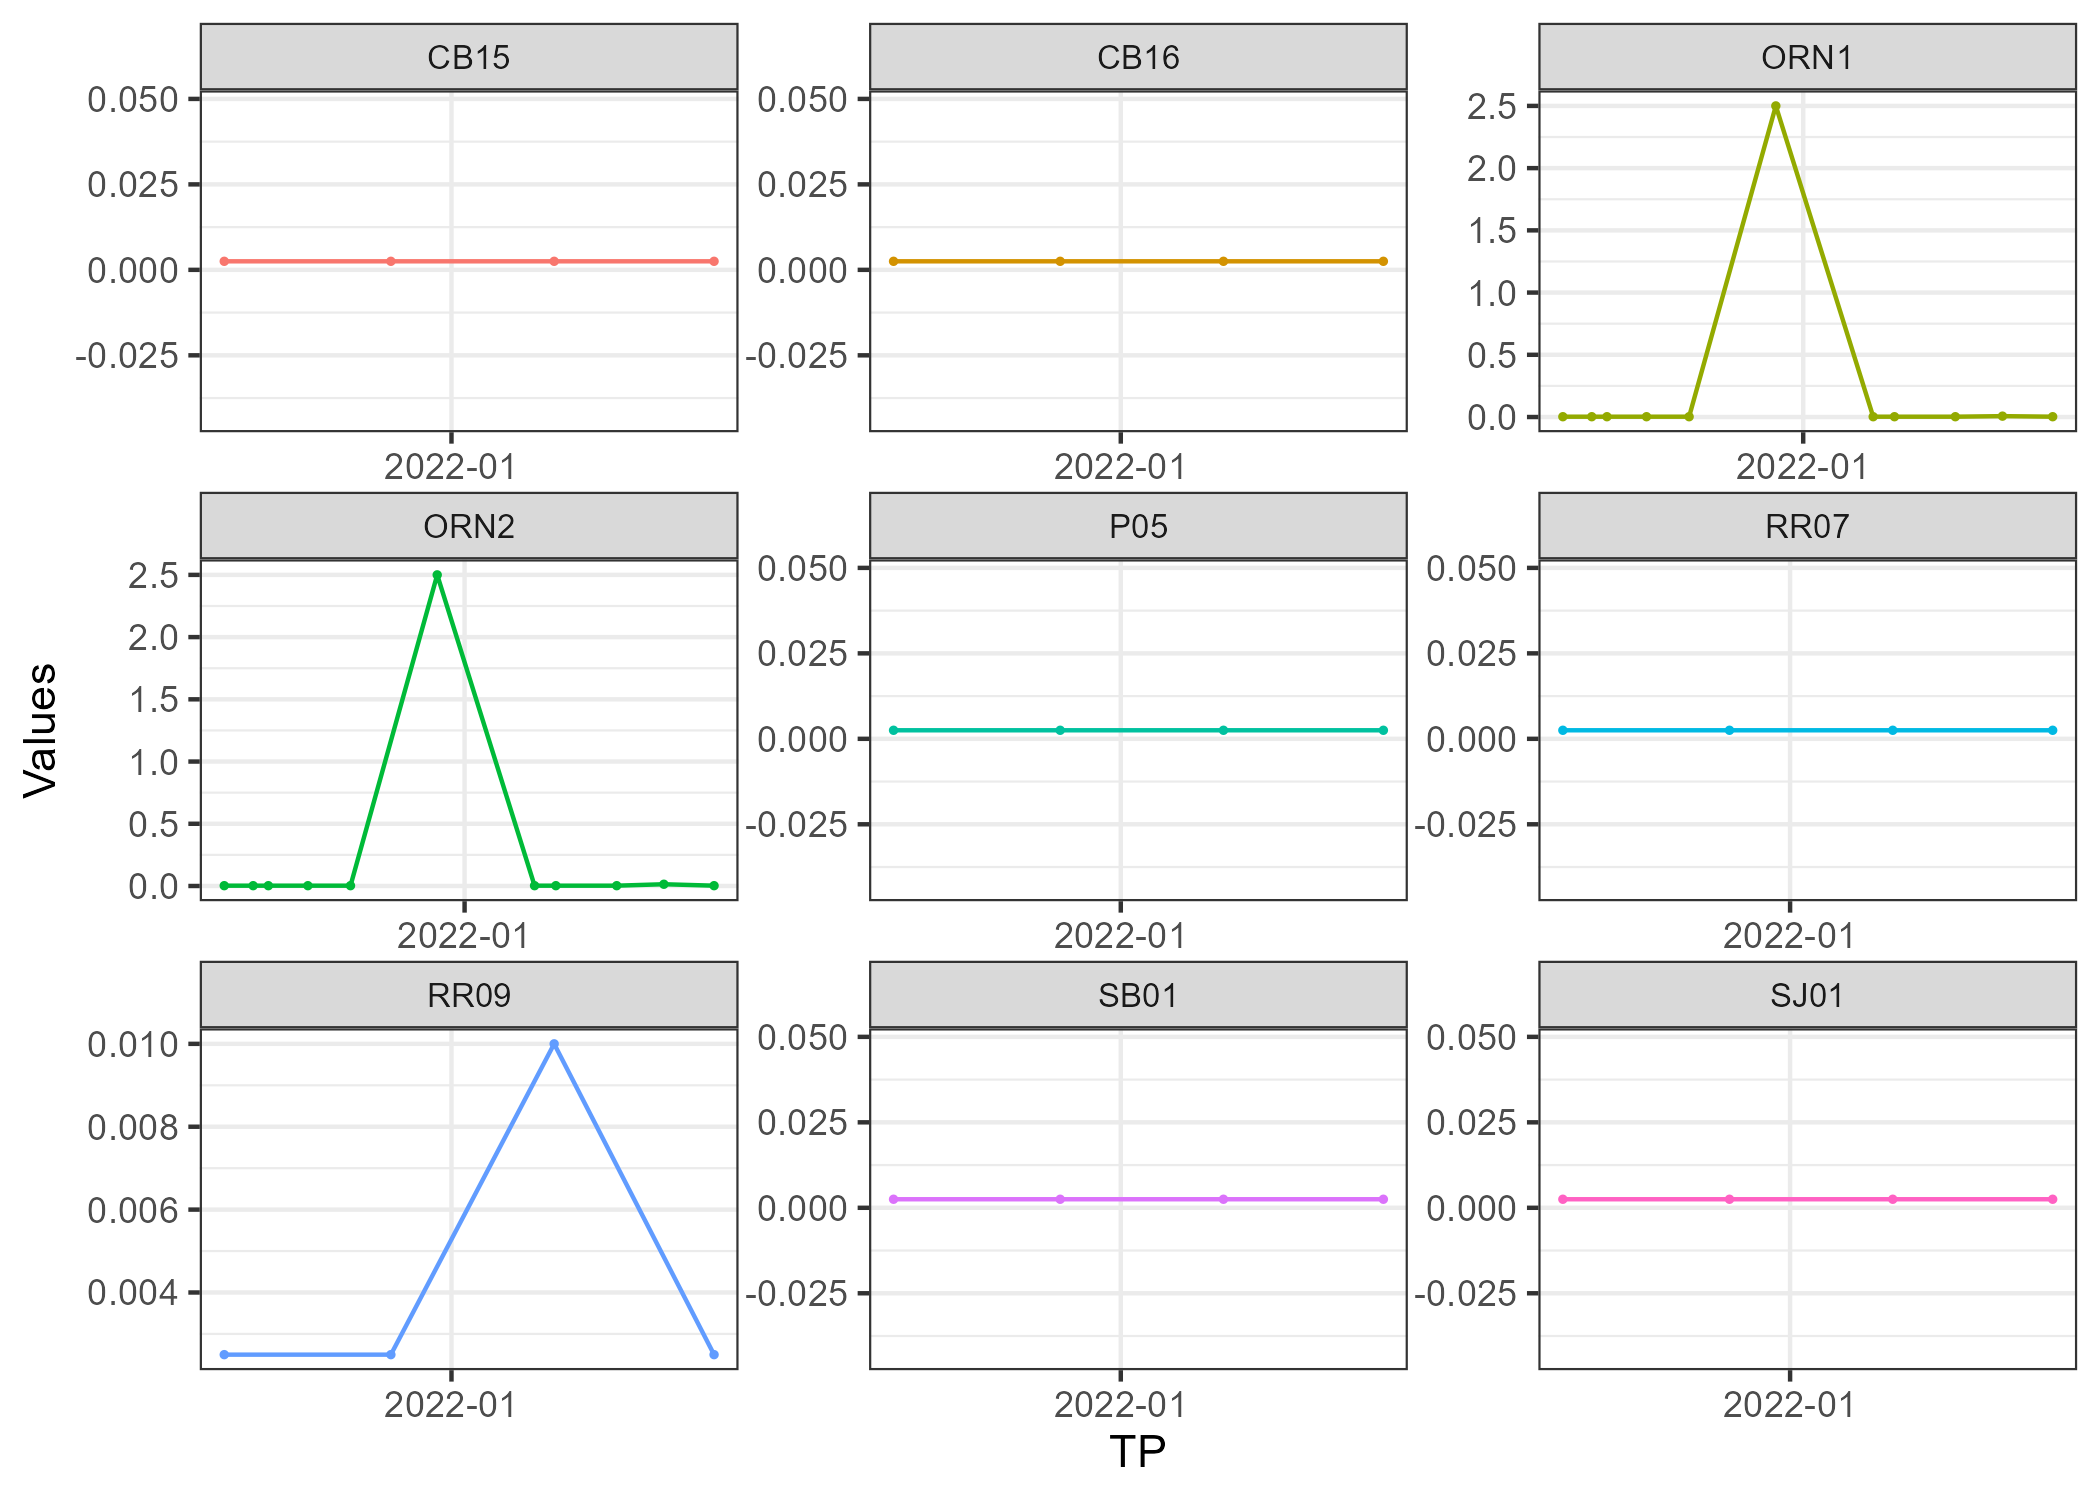 CB15 CB16 ORN1
0.050 0.050 2.5
0.025 0.025 2.0
0.000 0.000 1.5
-0.025 -0.025 1.0
0.5
0.0
2022-01 2022-01 2022-01
ORN2 P05 RR07
2.5 0.050 0.050
2.0 0.025 0.025
1.5 0.000 0.000
1.0 -0.025 -0.025
0.5
0.0
2022-01 2022-01 2022-01
RR09 SB01 SJ01
0.010 0.050 0.050
0.008 0.025 0.025
0.006 0.000 0.000
0.004 -0.025 -0.025
2022-01 2022-01 2022-01
Values
TP